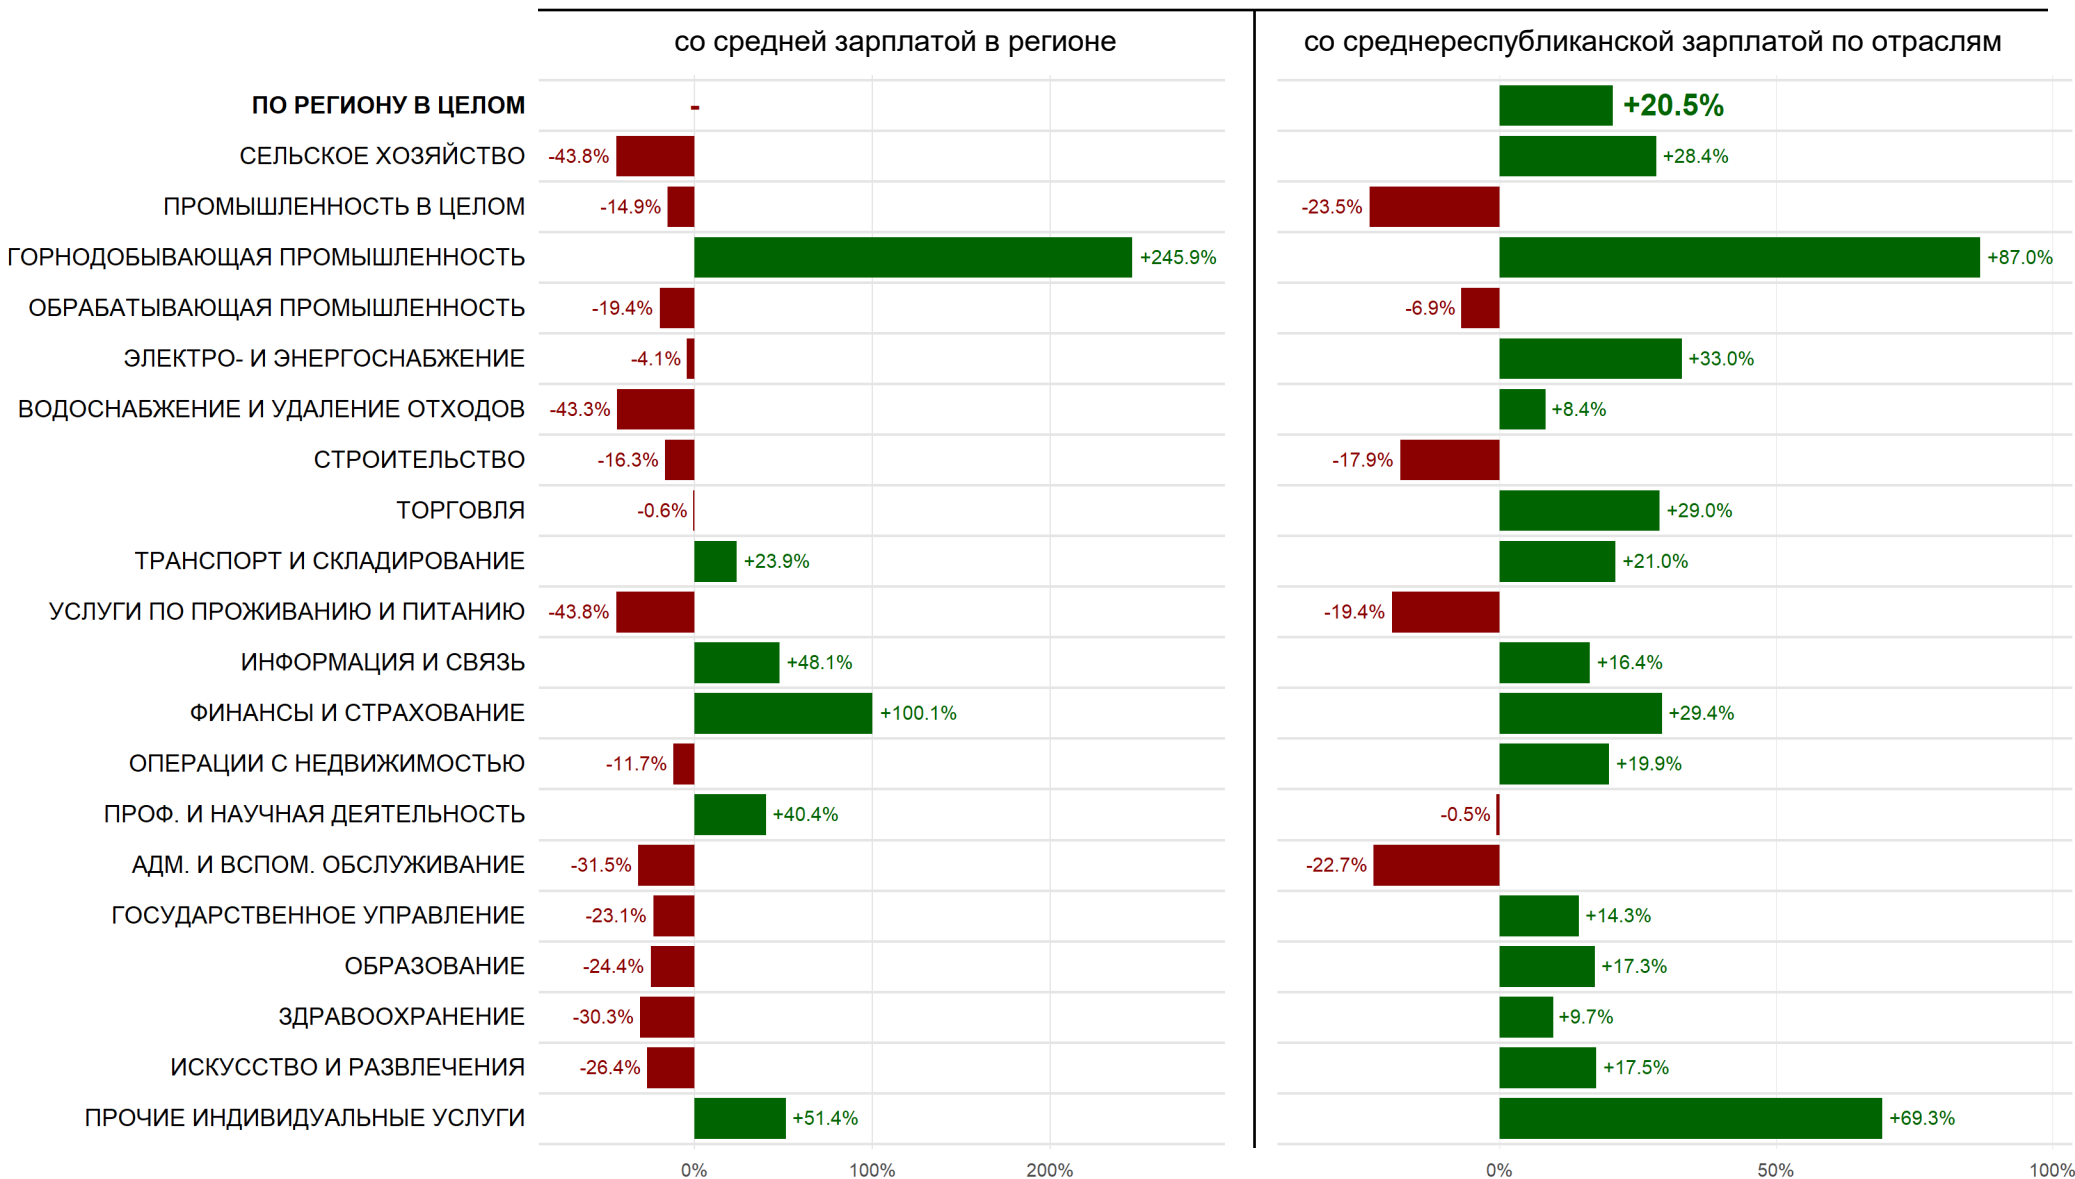 со средней зарплатой в регионе
со среднереспубликанской зарплатой по отраслям
ПО РЕГИОНУ В ЦЕЛОМ - +20.5%
СЕЛЬСКОЕ ХОЗЯЙСТВО -43.8% +28.4%
ПРОМЫШЛЕННОСТЬ В ЦЕЛОМ -14.9% -23.5%
ГОРНОДОБЫВАЮЩАЯ ПРОМЫШЛЕННОСТЬ +245.9% +87.0%
ОБРАБАТЫВАЮЩАЯ ПРОМЫШЛЕННОСТЬ -19.4% -6.9%
ЭЛЕКТРО- И ЭНЕРГОСНАБЖЕНИЕ -4.1% +33.0%
ВОДОСНАБЖЕНИЕ И УДАЛЕНИЕ ОТХОДОВ -43.3% +8.4%
СТРОИТЕЛЬСТВО -16.3% -17.9%
ТОРГОВЛЯ -0.6% +29.0%
ТРАНСПОРТ И СКЛАДИРОВАНИЕ +23.9% +21.0%
УСЛУГИ ПО ПРОЖИВАНИЮ И ПИТАНИЮ -43.8% -19.4%
ИНФОРМАЦИЯ И СВЯЗЬ +48.1% +16.4%
ФИНАНСЫ И СТРАХОВАНИЕ +100.1% +29.4%
ОПЕРАЦИИ С НЕДВИЖИМОСТЬЮ -11.7% +19.9%
ПРОФ. И НАУЧНАЯ ДЕЯТЕЛЬНОСТЬ +40.4% -0.5%
АДМ. И ВСПОМ. ОБСЛУЖИВАНИЕ -31.5% -22.7%
ГОСУДАРСТВЕННОЕ УПРАВЛЕНИЕ -23.1% +14.3%
ОБРАЗОВАНИЕ -24.4% +17.3%
ЗДРАВООХРАНЕНИЕ -30.3% +9.7%
ИСКУССТВО И РАЗВЛЕЧЕНИЯ -26.4% +17.5%
ПРОЧИЕ ИНДИВИДУАЛЬНЫЕ УСЛУГИ +51.4% +69.3%
0% 100% 200% 0% 50% 100%